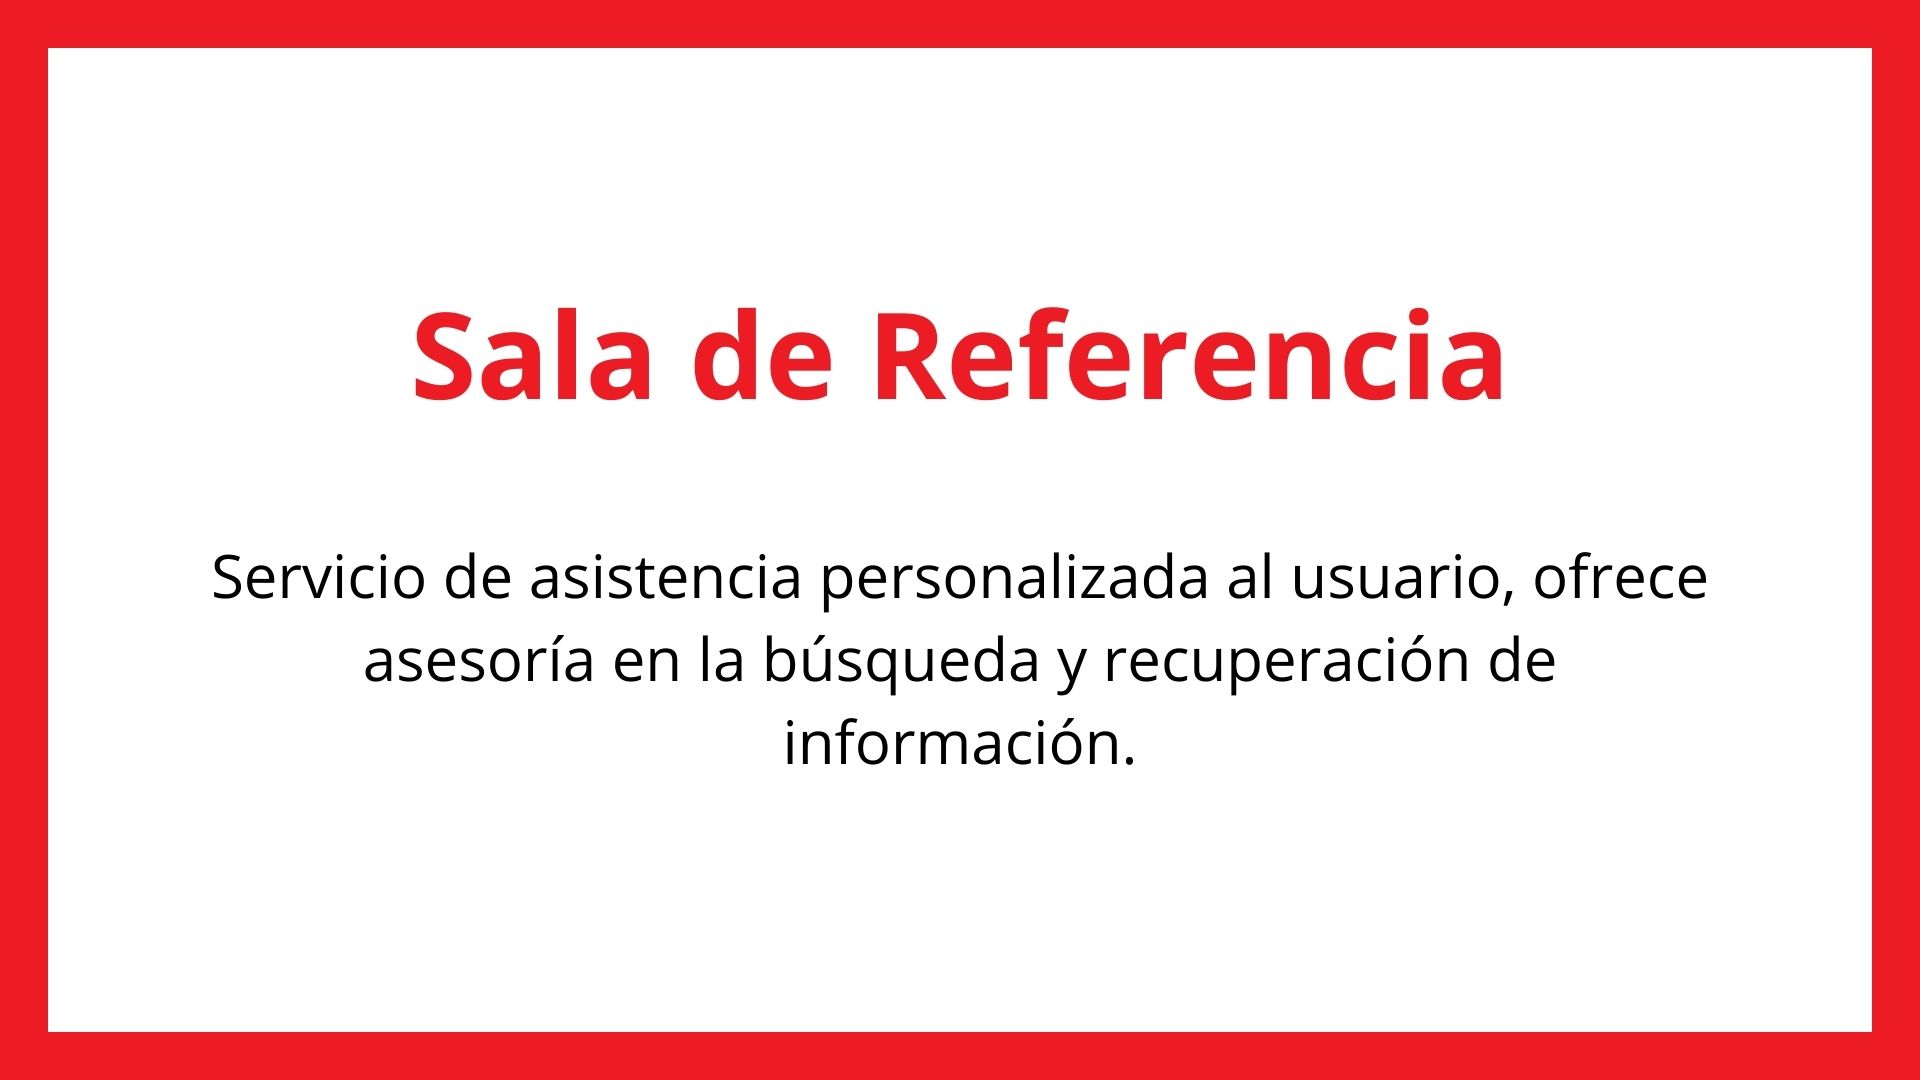 Sala de Referencia
Servicio de asistencia personalizada al usuario, ofrece
asesoría en la búsqueda y recuperación de
información.